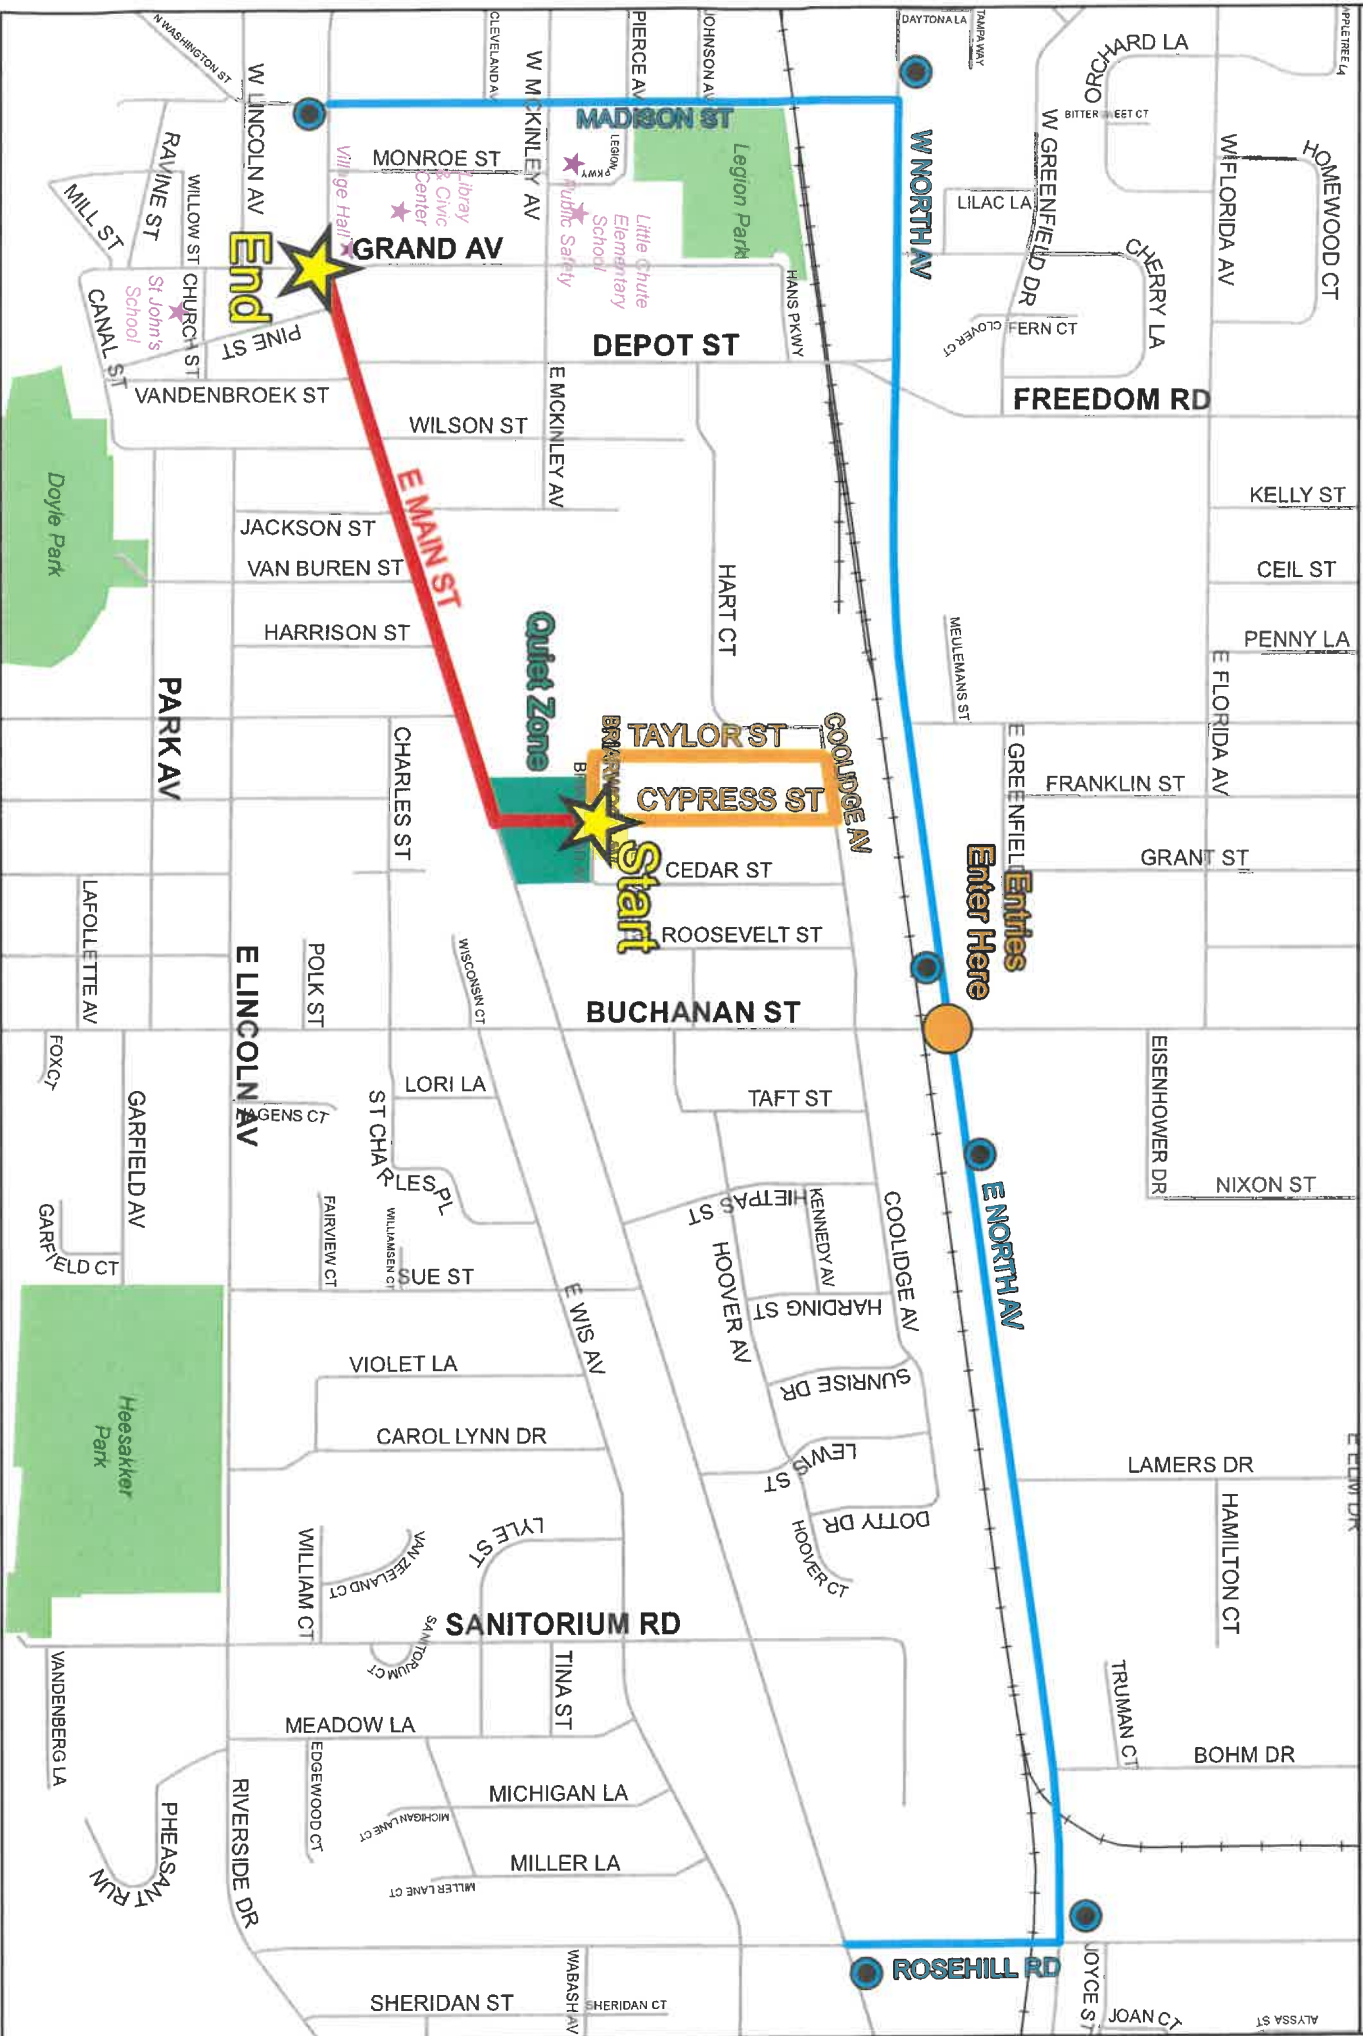 APPLETREE LA
DAYTONA LA
TAMPA WAY
ORCHARD LA
N WASHINGTON ST
CLEVELAND AV
PIERCE AV
JOHNSON AV
W LINCOLN AV
W MCKINLEY AV
MADISON ST
W GREENFIELD DR
W FLORIDA AV
HOMEWOOD CT
RAVINE ST
MONROE ST
LEGION
PKWY
Legion Park
W NORTH AV
LILAC LA
MILL ST
WILLOW ST
Village Hall
Libray
& Civic
Center
Public Safety
Little Chute
Elementary
School
CHERRY LA
GRAND AV
End
CHURCH ST
St John's
School
CANAL ST
PINE ST
HANS PKWY
FERN CT
CLOVER CT
DEPOT ST
VANDENBROEK ST
FREEDOM RD
WILSON ST
E MCKINLEY AV
E MAIN ST
KELLY ST
Doyle Park
JACKSON ST
VAN BUREN ST
CEIL ST
HARRISON ST
HART CT
MEULEMANS ST
PENNY LA
E FLORIDA AV
PARK AV
Quiet Zone
TAYLOR ST
COOLIDGE AV
CHARLES ST
CYPRESS ST
FRANKLIN ST
Start
CEDAR ST
Entries
Enter Here
GRANT ST
LAFOLLETTE AV
ROOSEVELT ST
POLK ST
WISCONSIN CT
E LINCOLN AV
BUCHANAN ST
FOX CT
GARFIELD AV
LORI LA
TAFT ST
EISENHOWER DR
ST CHARLES PL
NIXON ST
HIETPAS ST
KENNEDY AV
COOLIDGE AV
E NORTH AV
GARFIELD CT
FAIRVIEW CT
WILLIAMSEN CT
SUE ST
HOOVER AV
HARDING ST
E WIS AV
VIOLET LA
SUNRISE DR
Heesakker
Park
CAROL LYNN DR
LEWIS ST
LAMERS DR
E ELM DR
DOTTY DR
HOOVER CT
HAMILTON CT
LYLE ST
VAN ZEELAND CT
WILLIAM CT
SANITORIUM RD
SANITORIUM CT
VANDENBERG LA
TINA ST
TRUMAN CT
MEADOW LA
EDGEWOOD CT
BOHM DR
MICHIGAN LA
MICHIGAN LANE CT
PHEASANT RUN
RIVERSIDE DR
MILLER LA
MILLER LANE CT
ROSEHILL RD
JOYCE ST
WABASH AV
SHERIDAN ST
SHERIDAN CT
JOAN CT
ALYSSA ST